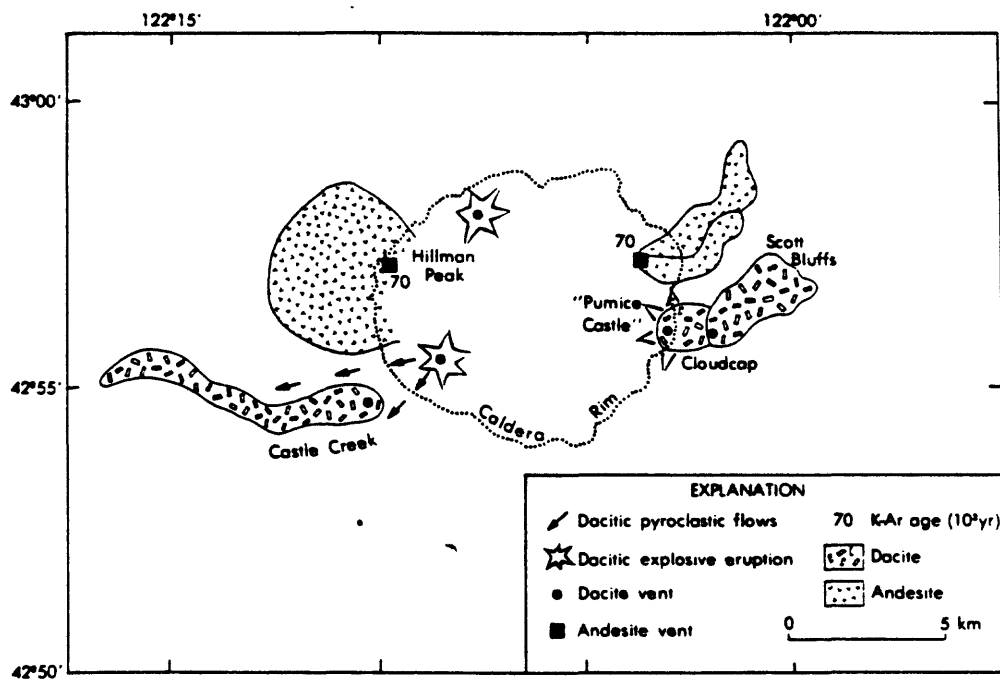 122°15'
122°00'
43°00'
70
Scott
Bluffs
Hillman
Peak
70
"Pumice
Castle"
Cloudcap
42°55'
Caldera Rim
Castle Creek
EXPLANATION
Dacitic pyroclastic flows
70 K-Ar age (10³yr)
Dacitic explosive eruption
Dacite
Dacite vent
Andesite
Andesite vent
0 5 km
42°50'